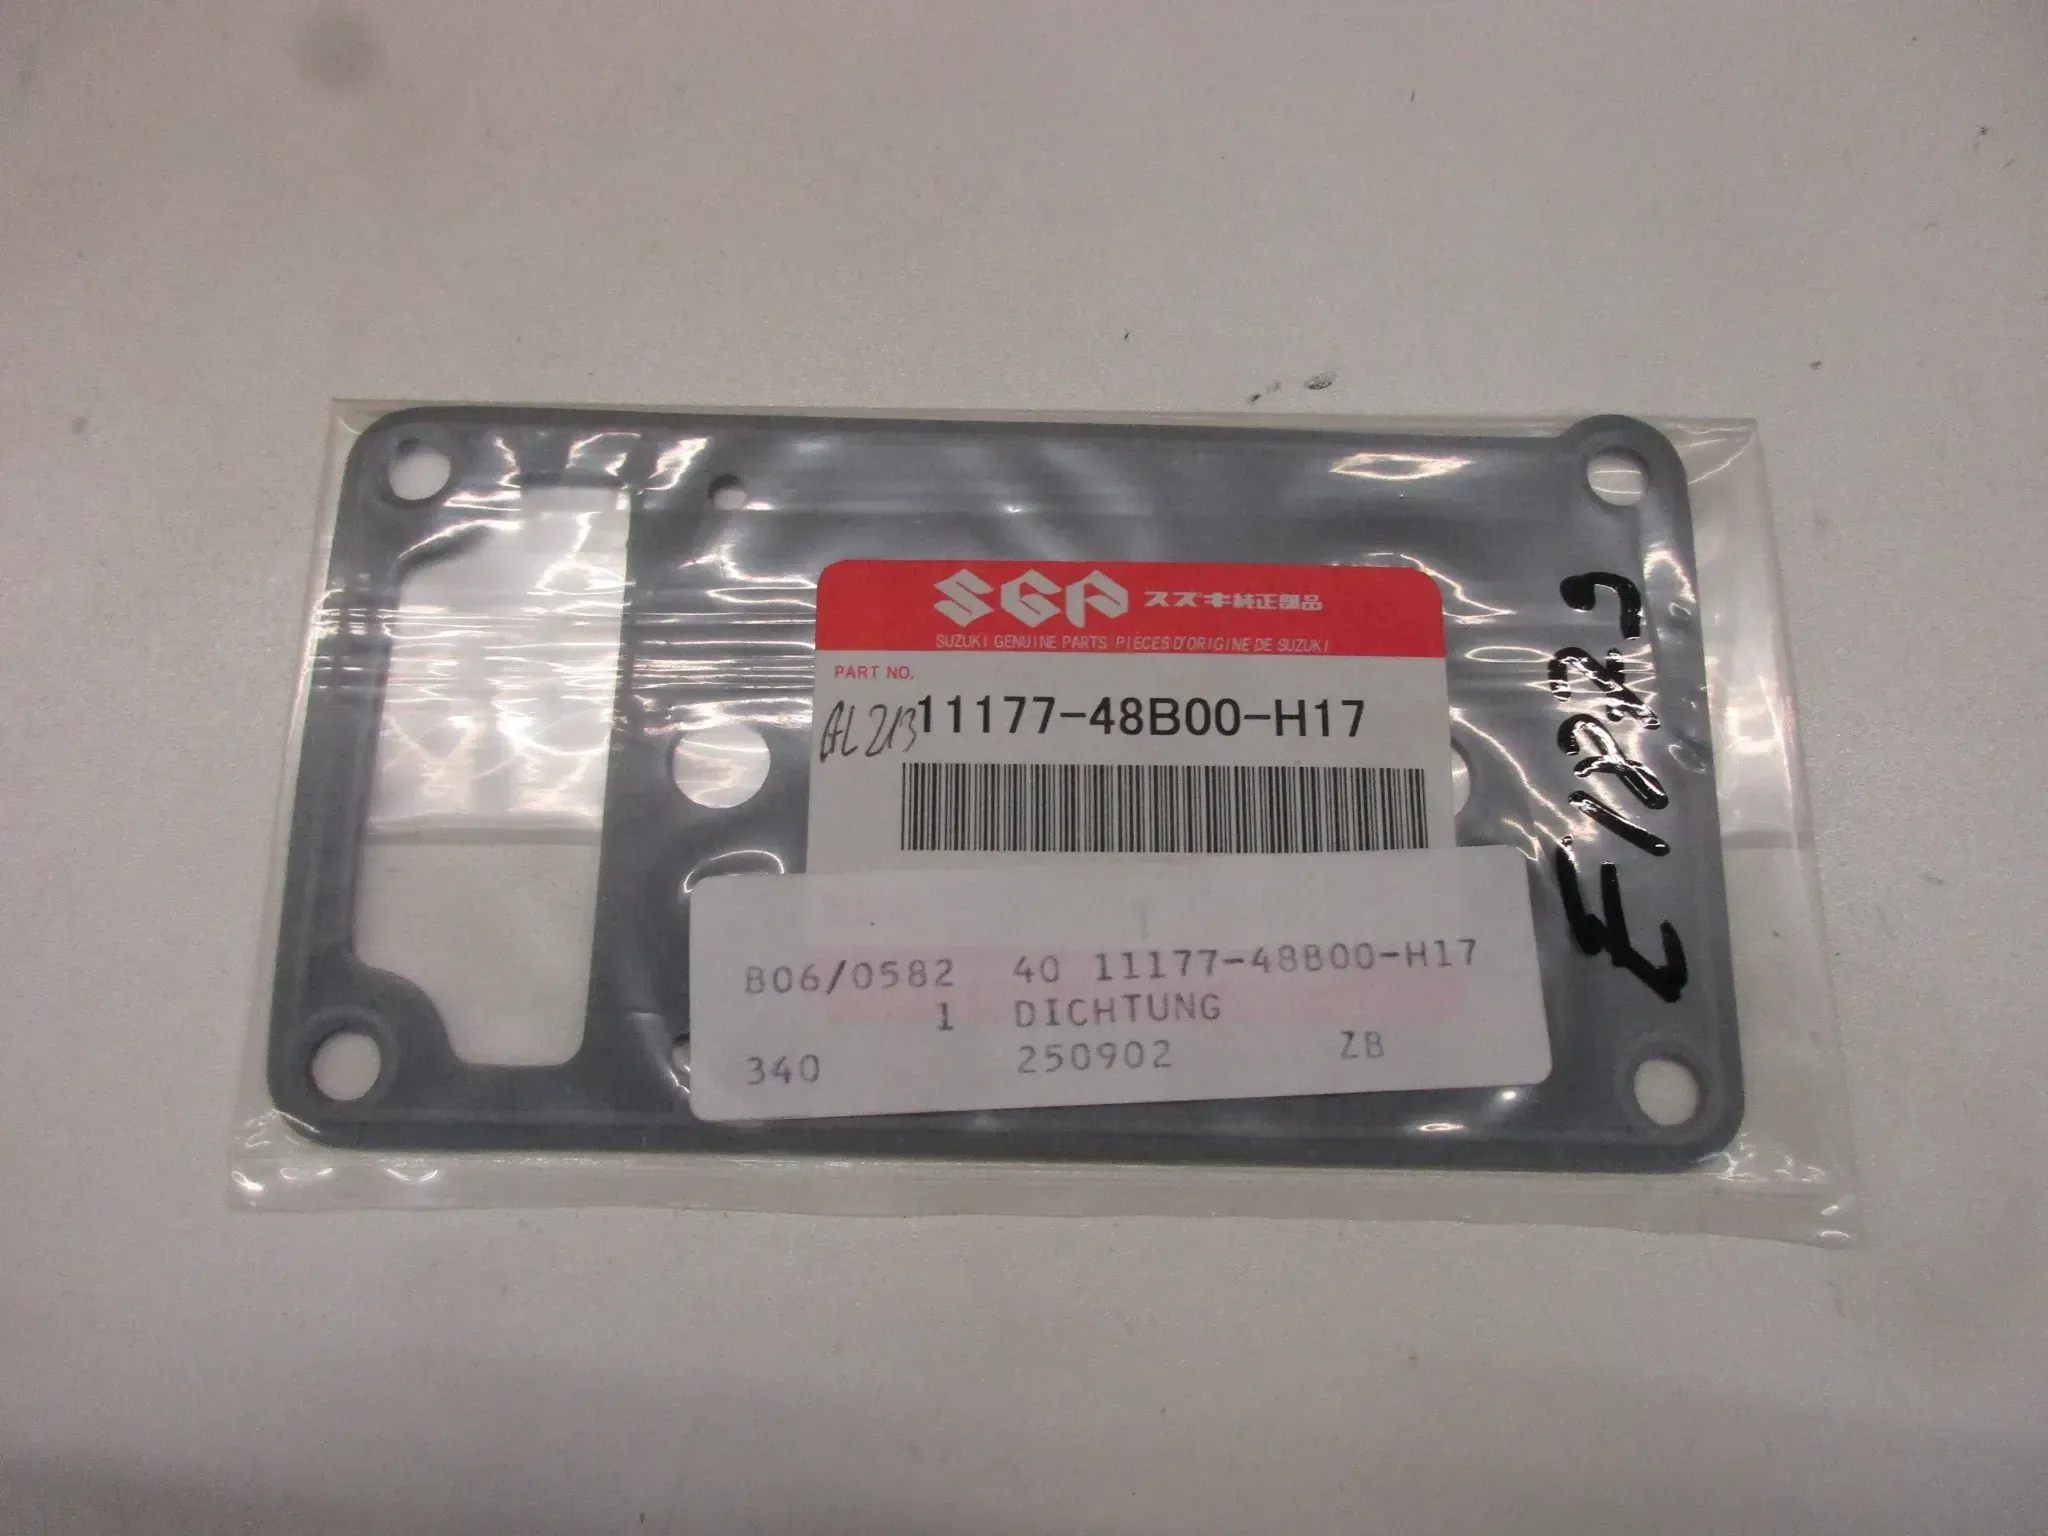 SGP スズキ純正部品
SUZUKI GENUINE PARTS / PIÈCES D'ORIGINE DE SUZUKI
PART NO.
11177-48B00-H17
B06/0582 40 11177-48B00-H17
1 DICHTUNG
340 250902 ZB